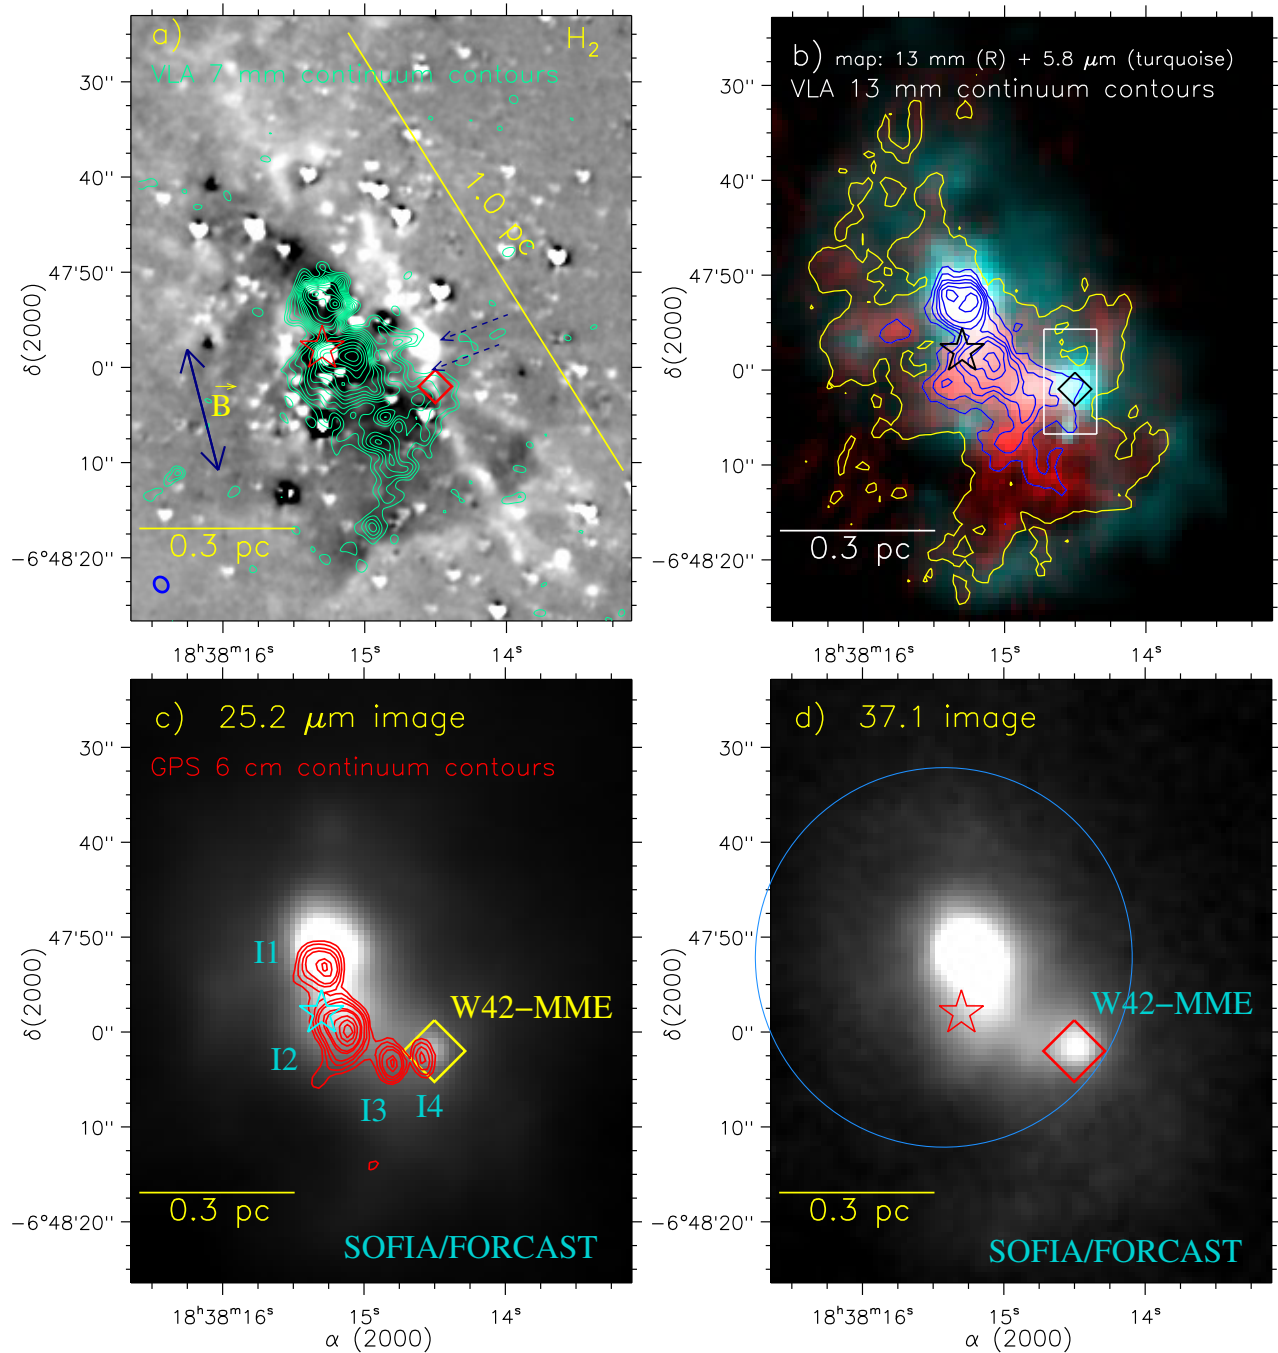 a)
H₂
VLA 7 mm continuum contours
1.0 pc
B
0.3 pc
30''
40''
47'50''
0''
10''
−6°48'20''
δ(2000)
18ʰ38ᵐ16ˢ
15ˢ
14ˢ
b) map: 13 mm (R) + 5.8 μm (turquoise)
VLA 13 mm continuum contours
0.3 pc
30''
40''
47'50''
0''
10''
−6°48'20''
δ(2000)
18ʰ38ᵐ16ˢ
15ˢ
14ˢ
c) 25.2 μm image
GPS 6 cm continuum contours
I1
W42−MME
I2
I3
I4
0.3 pc
SOFIA/FORCAST
30''
40''
47'50''
0''
10''
−6°48'20''
δ(2000)
18ʰ38ᵐ16ˢ
15ˢ
14ˢ
α (2000)
d) 37.1 image
W42−MME
0.3 pc
SOFIA/FORCAST
30''
40''
47'50''
0''
10''
−6°48'20''
δ(2000)
18ʰ38ᵐ16ˢ
15ˢ
14ˢ
α (2000)